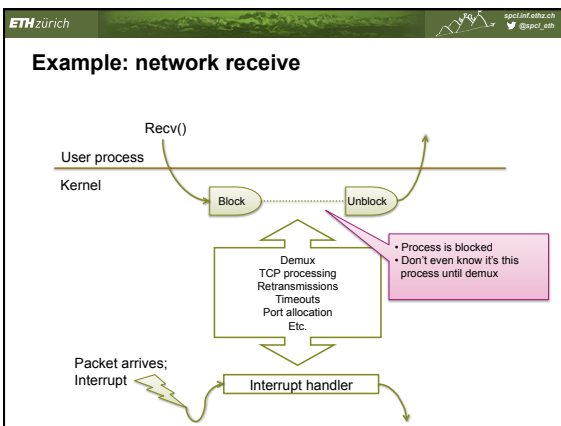 ETH zürich
spcl.inf.ethz.ch
@spcl_eth
Example: network receive
Recv()
User process
Kernel
Block
Unblock
• Process is blocked
• Don't even know it's this
process until demux
Demux
TCP processing
Retransmissions
Timeouts
Port allocation
Etc.
Packet arrives;
Interrupt
Interrupt handler